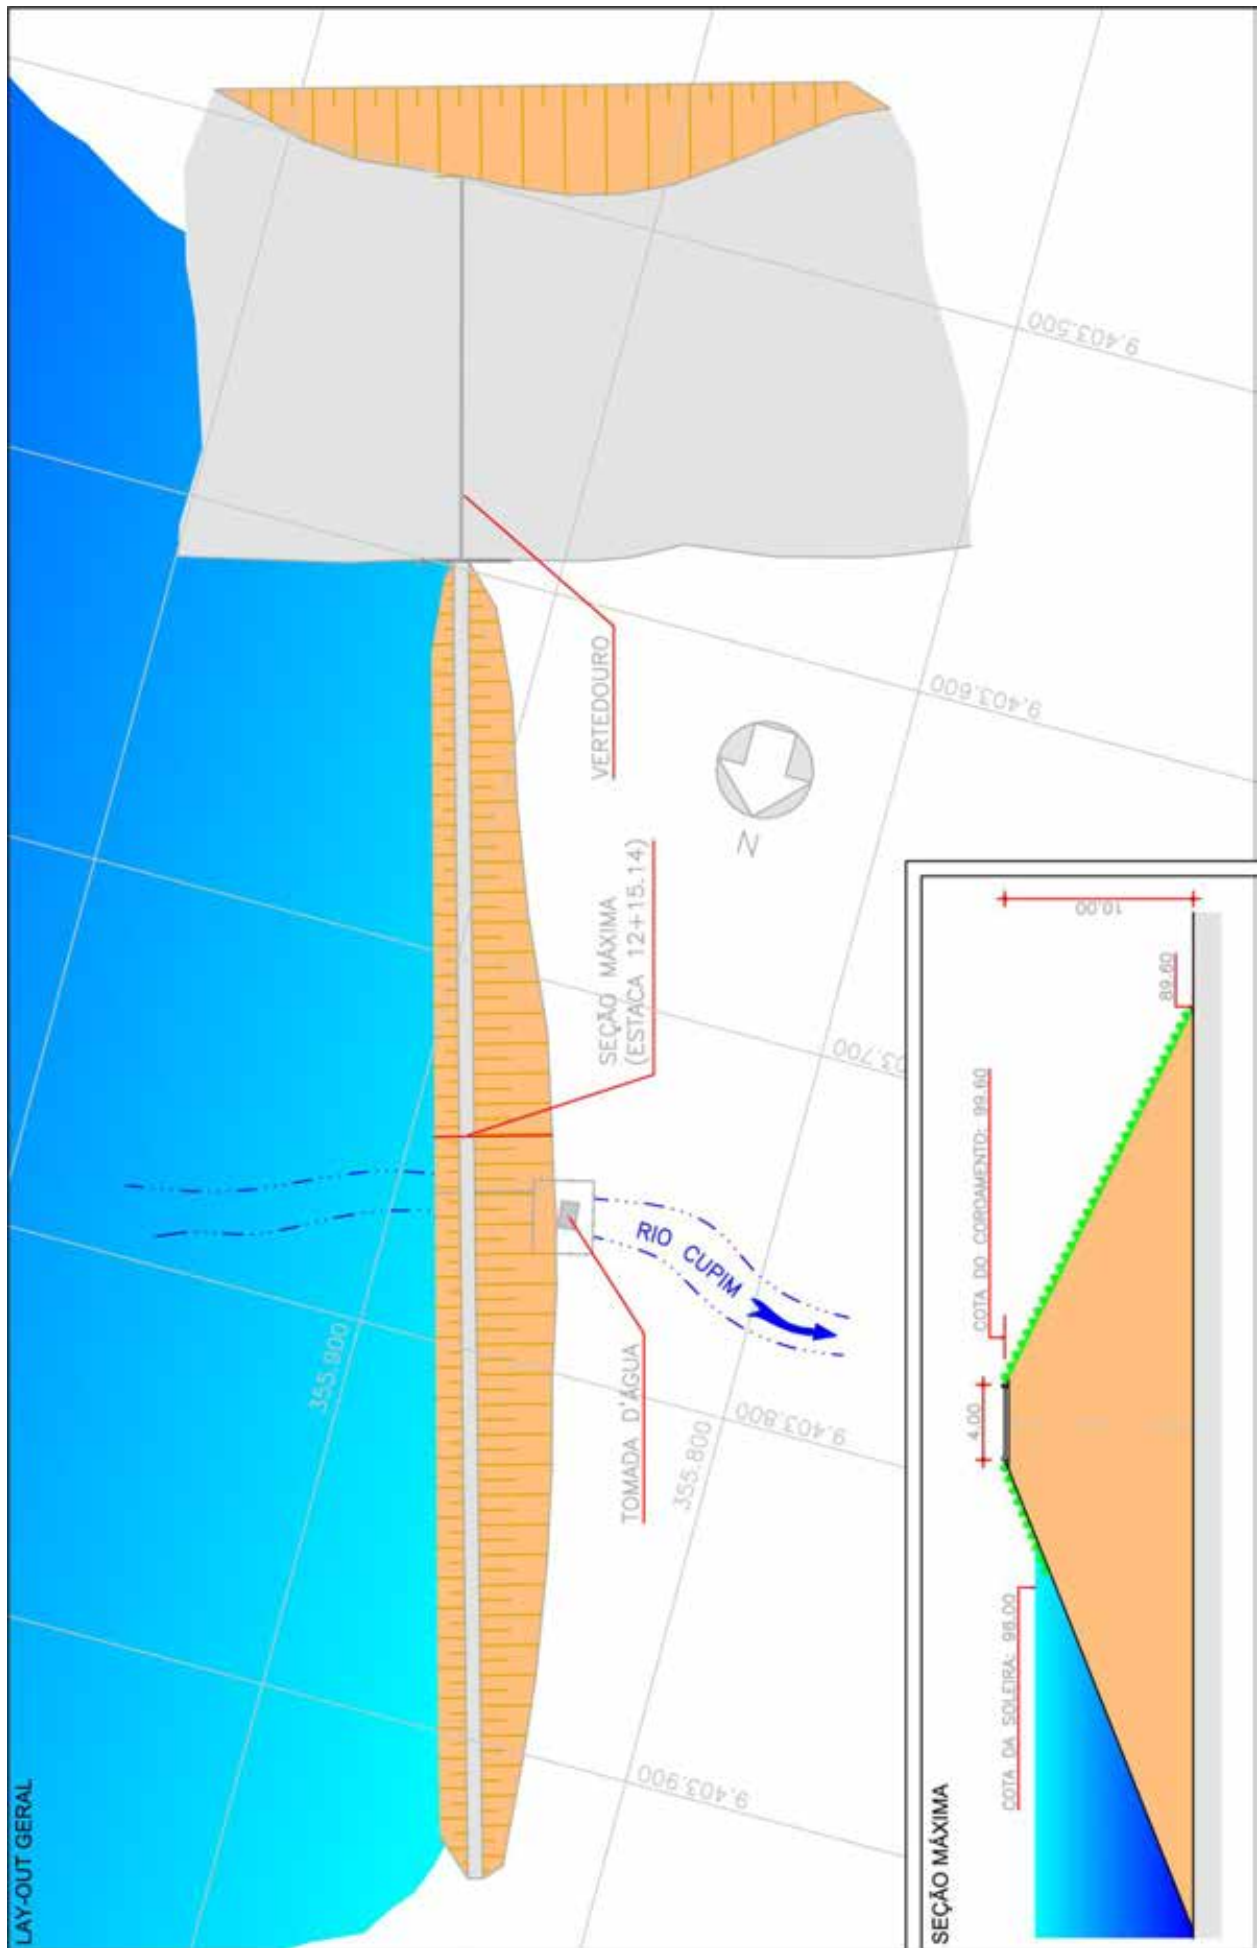 LAY-OUT GERAL
9.403.500
9.403.600
03.700
9.403.800
9.403.900
355.900
355.800
VERTEDOURO
SEÇÃO MÁXIMA
(ESTACA 12+15.14)
TOMADA D'ÁGUA
RIO CUPIM
N
SEÇÃO MÁXIMA
COTA DA SOLEIRA: 98.00
4.00
COTA DO COROAMENTO: 99.60
89.60
10.00